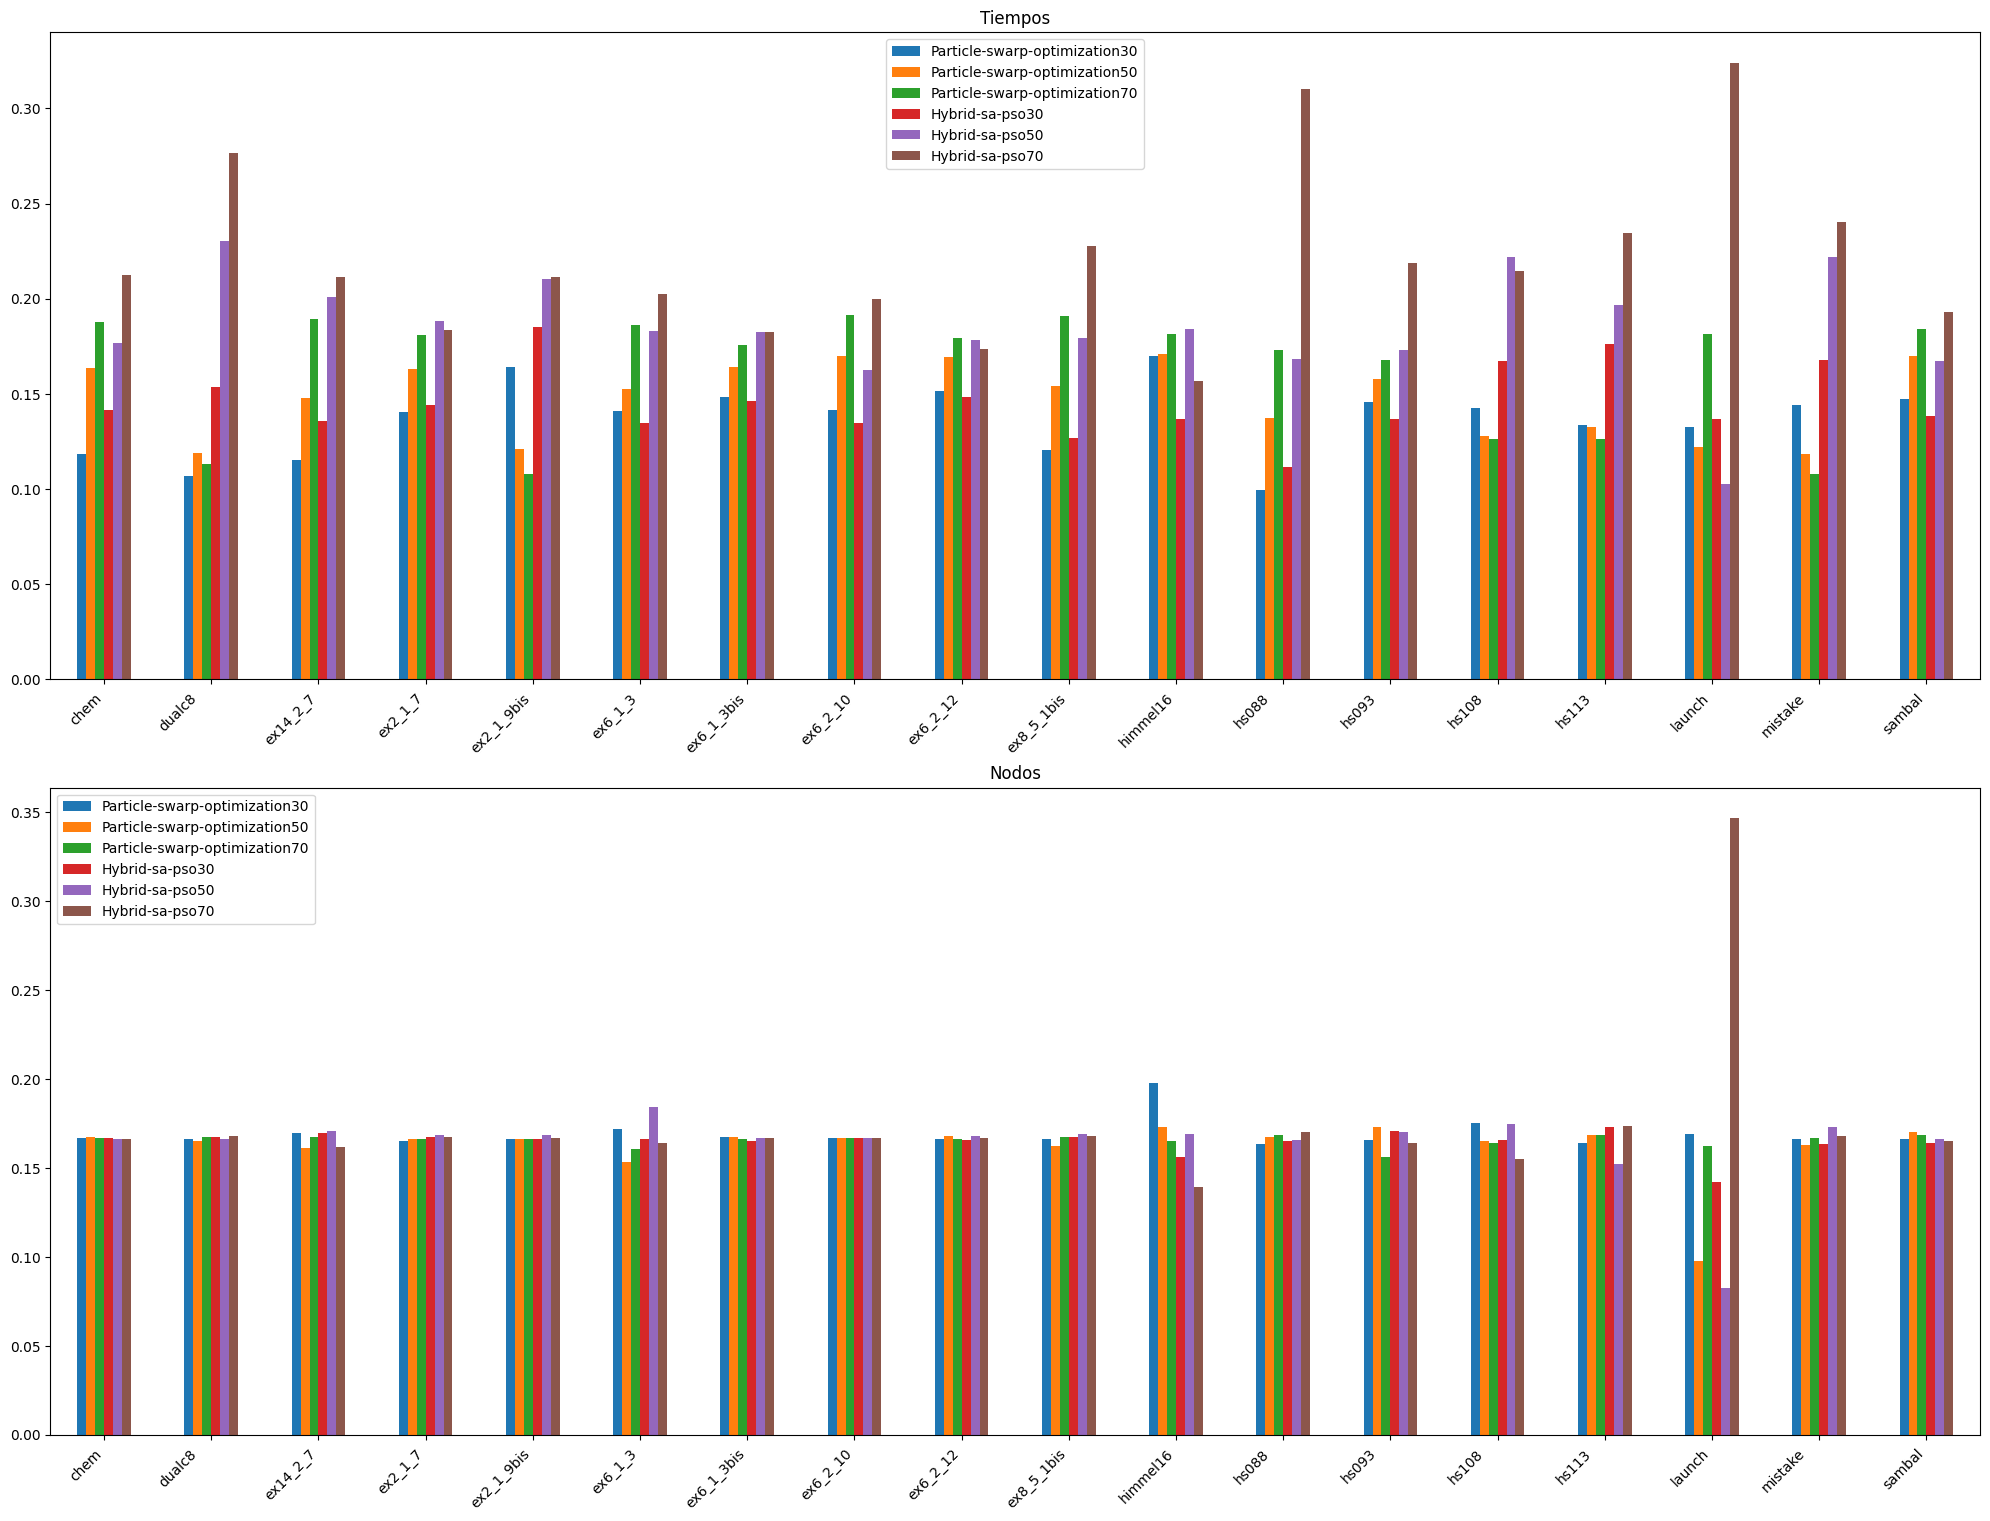 Tiempos
Particle-swarp-optimization30
Particle-swarp-optimization50
Particle-swarp-optimization70
Hybrid-sa-pso30
Hybrid-sa-pso50
Hybrid-sa-pso70
0.30
0.25
0.20
0.15
0.10
0.05
0.00
chem
dualc8
ex14_2_7
ex2_1_7
ex2_1_9bis
ex6_1_3
ex6_1_3bis
ex6_2_10
ex6_2_12
ex8_5_1bis
himmel16
hs088
hs093
hs108
hs113
launch
mistake
sambal
Nodos
Particle-swarp-optimization30
Particle-swarp-optimization50
Particle-swarp-optimization70
Hybrid-sa-pso30
Hybrid-sa-pso50
Hybrid-sa-pso70
0.35
0.30
0.25
0.20
0.15
0.10
0.05
0.00
chem
dualc8
ex14_2_7
ex2_1_7
ex2_1_9bis
ex6_1_3
ex6_1_3bis
ex6_2_10
ex6_2_12
ex8_5_1bis
himmel16
hs088
hs093
hs108
hs113
launch
mistake
sambal